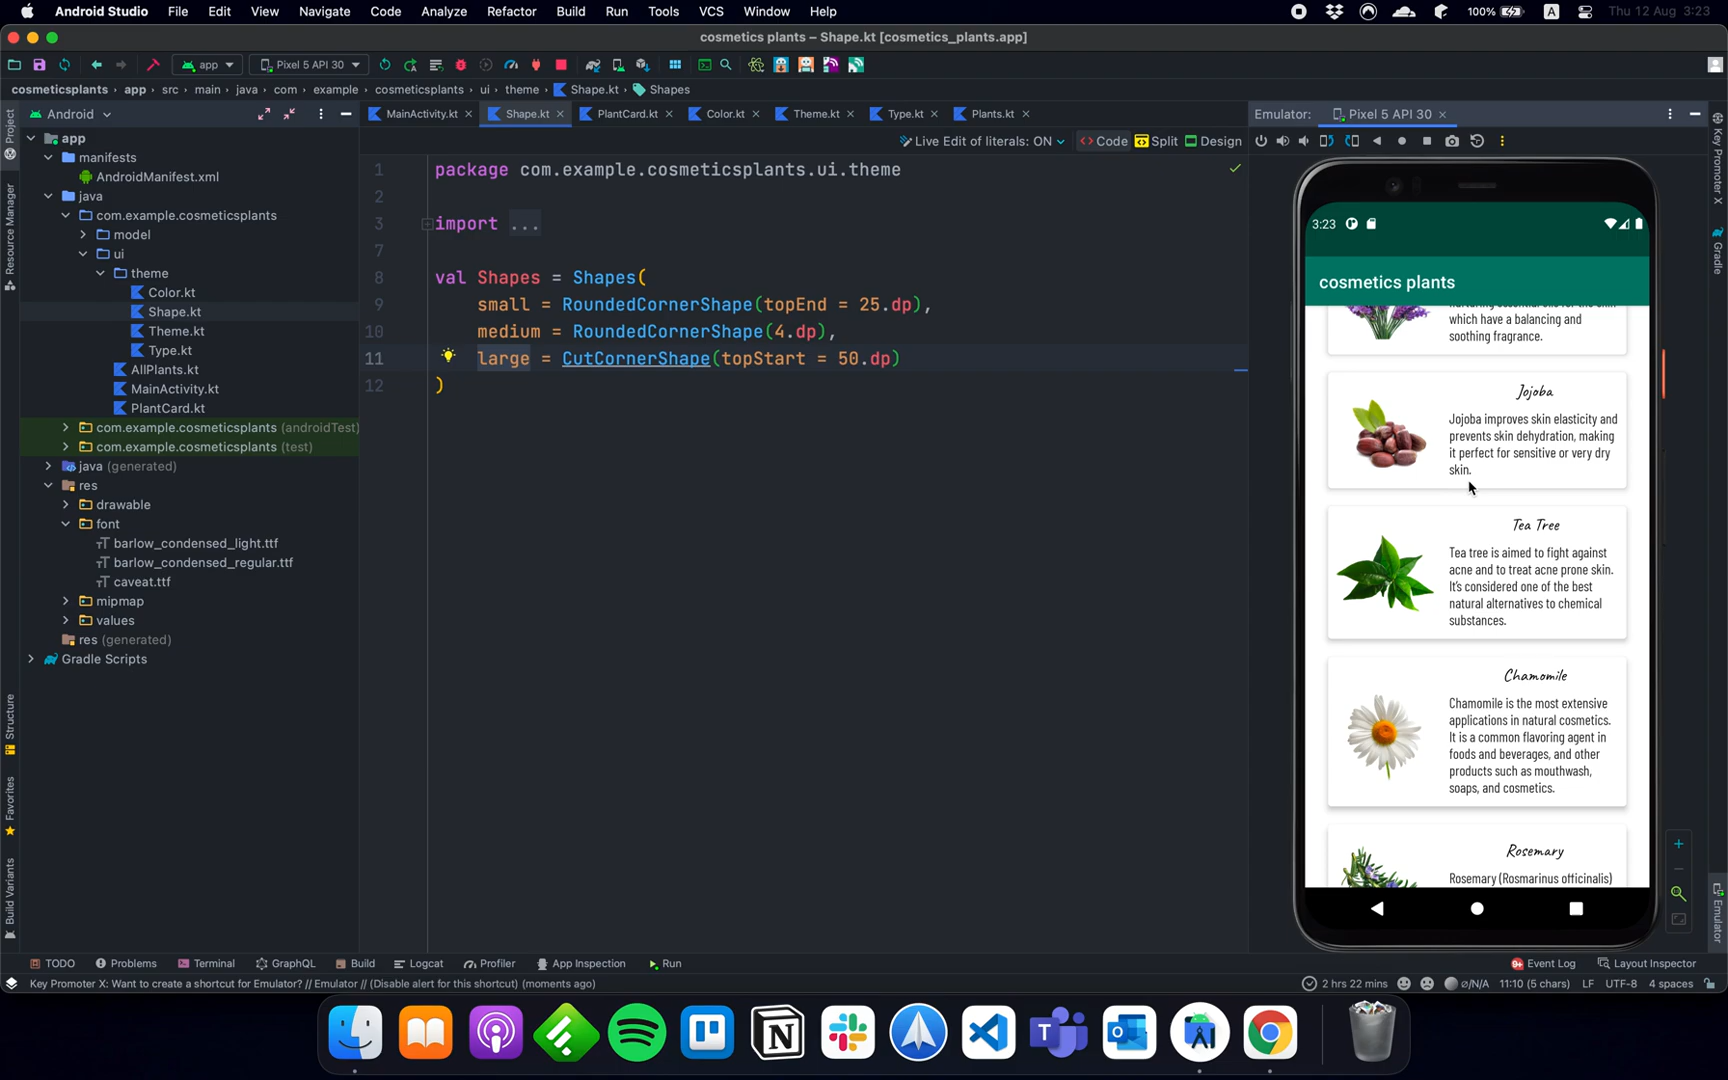 Android Studio File Edit View Navigate Code Analyze Refactor Build Run Tools VCS Window Help 100% A Thu 12 Aug 3:23
cosmetics plants – Shape.kt [cosmetics_plants.app]
app Pixel 5 API 30
cosmeticsplants › app › src › main › java › com › example › cosmeticsplants › ui › theme › Shape.kt › Shapes
Android
MainActivity.kt Shape.kt PlantCard.kt Color.kt Theme.kt Type.kt Plants.kt
Emulator: Pixel 5 API 30
Live Edit of literals: ON Code Split Design
Project
Resource Manager
Structure
Favorites
Build Variants
app
manifests
AndroidManifest.xml
java
com.example.cosmeticsplants
model
ui
theme
Color.kt
Shape.kt
Theme.kt
Type.kt
AllPlants.kt
MainActivity.kt
PlantCard.kt
com.example.cosmeticsplants (androidTest)
com.example.cosmeticsplants (test)
java (generated)
res
drawable
font
barlow_condensed_light.ttf
barlow_condensed_regular.ttf
caveat.ttf
mipmap
values
res (generated)
Gradle Scripts
1 package com.example.cosmeticsplants.ui.theme
2
3 import ...
7
8 val Shapes = Shapes(
9 small = RoundedCornerShape(topEnd = 25.dp),
10 medium = RoundedCornerShape(4.dp),
11 large = CutCornerShape(topStart = 50.dp)
12 )
3:23
cosmetics plants
which have a balancing and
soothing fragrance.
Jojoba
Jojoba improves skin elasticity and
prevents skin dehydration, making
it perfect for sensitive or very dry
skin.
Tea Tree
Tea tree is aimed to fight against
acne and to treat acne prone skin.
It's considered one of the best
natural alternatives to chemical
substances.
Chamomile
Chamomile is the most extensive
applications in natural cosmetics.
It is a common flavoring agent in
foods and beverages, and other
products such as mouthwash,
soaps, and cosmetics.
Rosemary
Rosemary (Rosmarinus officinalis)
Key Promoter X
Gradle
Emulator
TODO Problems Terminal GraphQL Build Logcat Profiler App Inspection Run Event Log Layout Inspector
Key Promoter X: Want to create a shortcut for Emulator? // Emulator // (Disable alert for this shortcut) (moments ago) 2 hrs 22 mins ⌀/N/A 11:10 (5 chars) LF UTF-8 4 spaces